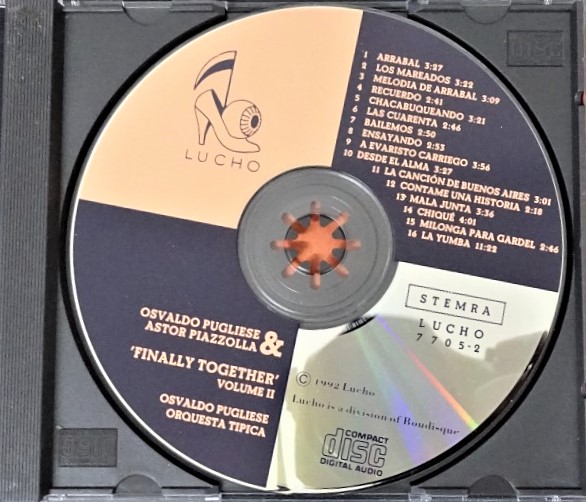 LUCHO
1 ARRABAL 3:27
2 LOS MAREADOS 3:22
3 MELODIA DE ARRABAL 3:09
4 RECUERDO 2:41
5 CHACABUQUEANDO 3:21
6 LAS CUARENTA 2:46
7 BAILEMOS 2:50
8 ENSAYANDO 2:53
9 A EVARISTO CARRIEGO 3:56
10 DESDE EL ALMA 3:27
11 LA CANCIÓN DE BUENOS AIRES 3:01
12 CONTAME UNA HISTORIA 2:18
13 MALA JUNTA 3:36
14 CHIQUÉ 4:01
15 MILONGA PARA GARDEL 2:46
16 LA YUMBA 11:22
STEMRA
LUCHO
7705-2
OSVALDO PUGLIESE &
ASTOR PIAZZOLLA
'FINALLY TOGETHER'
VOLUME II
OSVALDO PUGLIESE
ORQUESTA TIPICA
© 1992 Lucho
Lucho is a division of Boudisque
COMPACT
disc
DIGITAL AUDIO
disc
disc